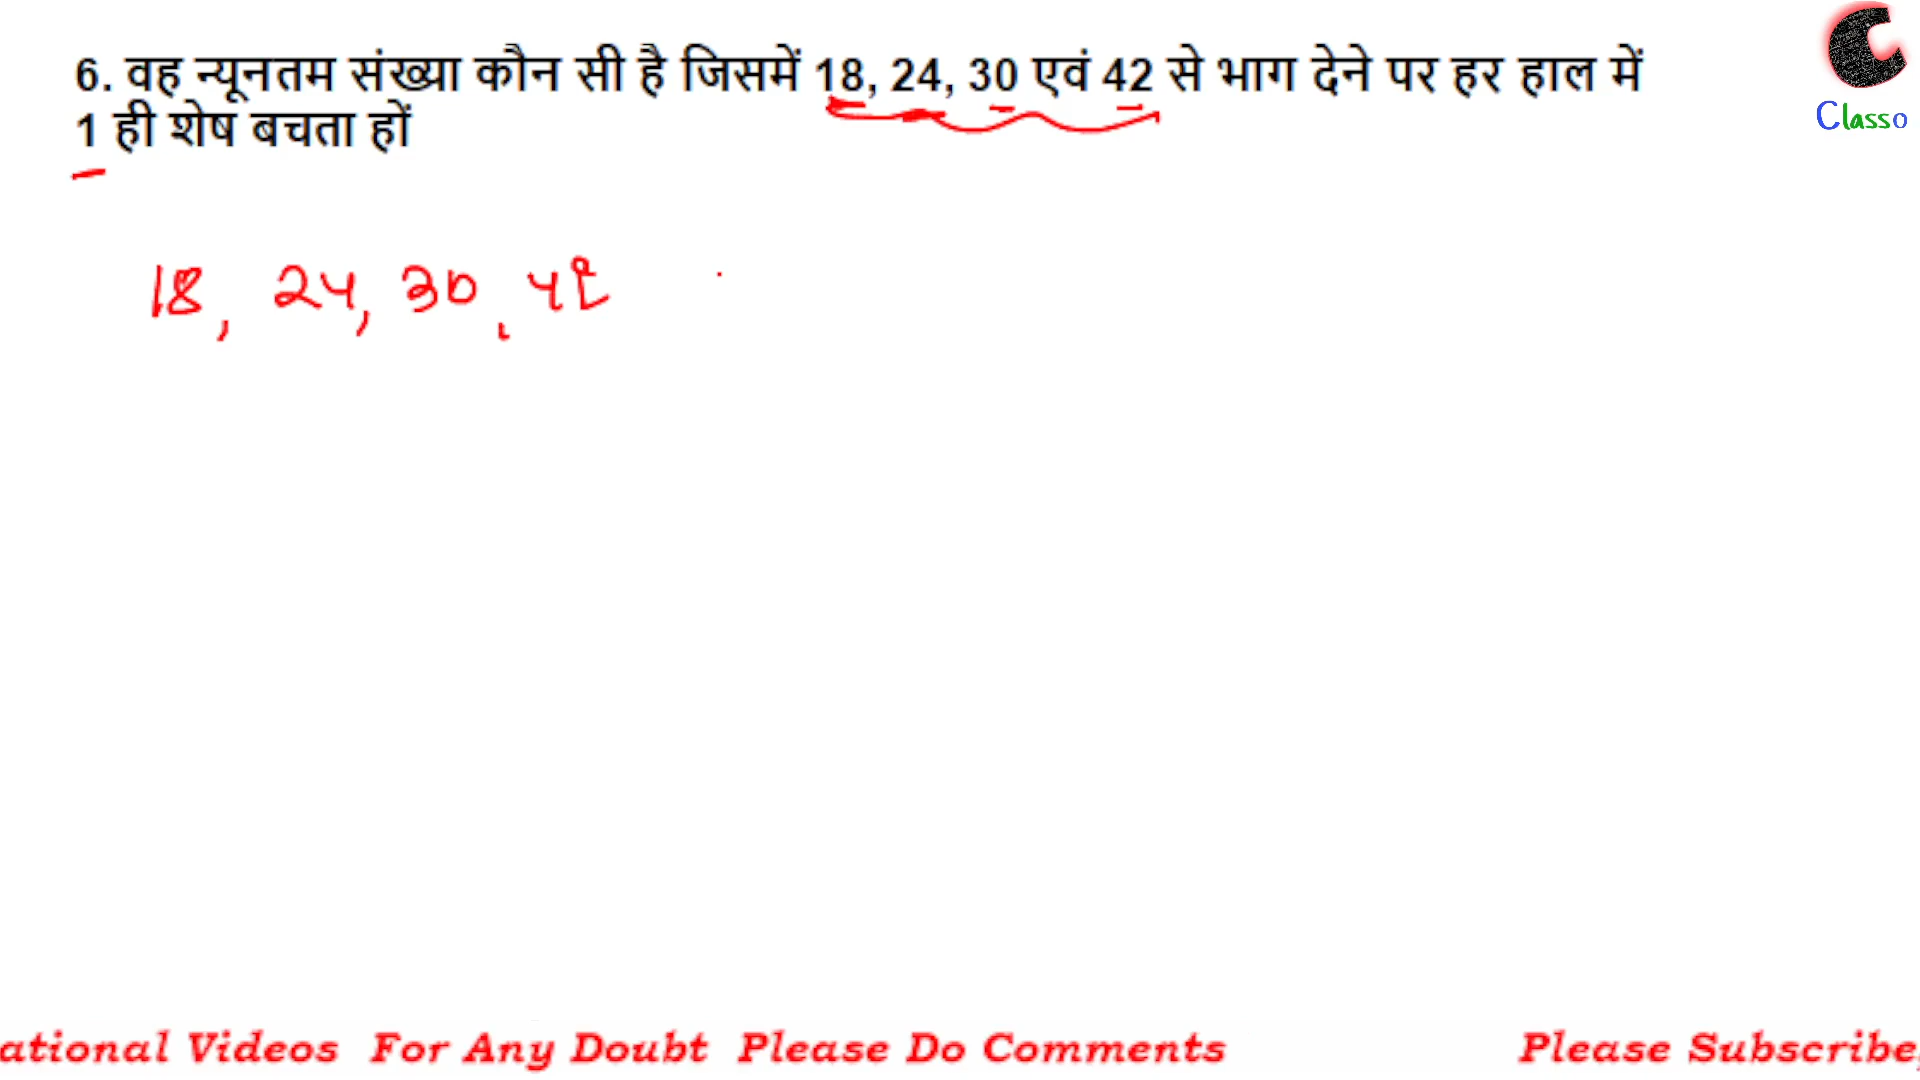 6. वह न्यूनतम संख्या कौन सी है जिसमें 18, 24, 30 एवं 42 से भाग देने पर हर हाल में
1 ही शेष बचता हों
Classo
18, 24, 30, 42
ational Videos For Any Doubt Please Do Comments Please Subscribe,